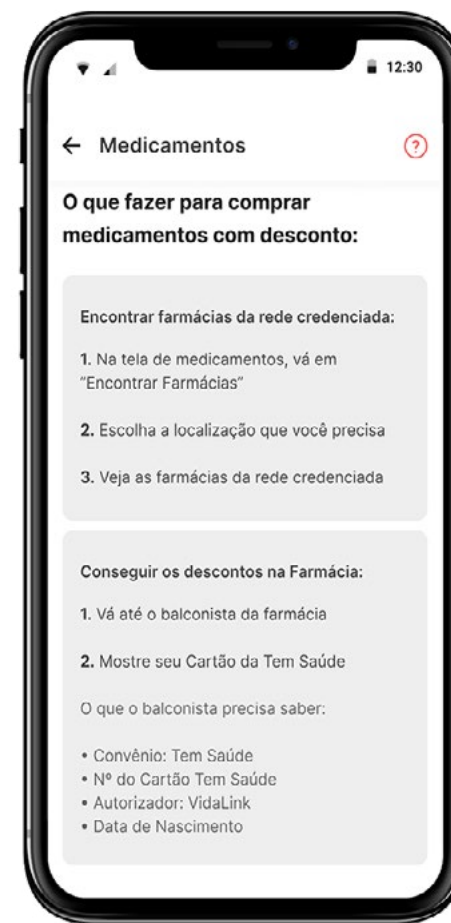 12:30
← Medicamentos ?
O que fazer para comprar
medicamentos com desconto:
Encontrar farmácias da rede credenciada:
1. Na tela de medicamentos, vá em
"Encontrar Farmácias"
2. Escolha a localização que você precisa
3. Veja as farmácias da rede credenciada
Conseguir os descontos na Farmácia:
1. Vá até o balconista da farmácia
2. Mostre seu Cartão da Tem Saúde
O que o balconista precisa saber:
• Convênio: Tem Saúde
• Nº do Cartão Tem Saúde
• Autorizador: VidaLink
• Data de Nascimento